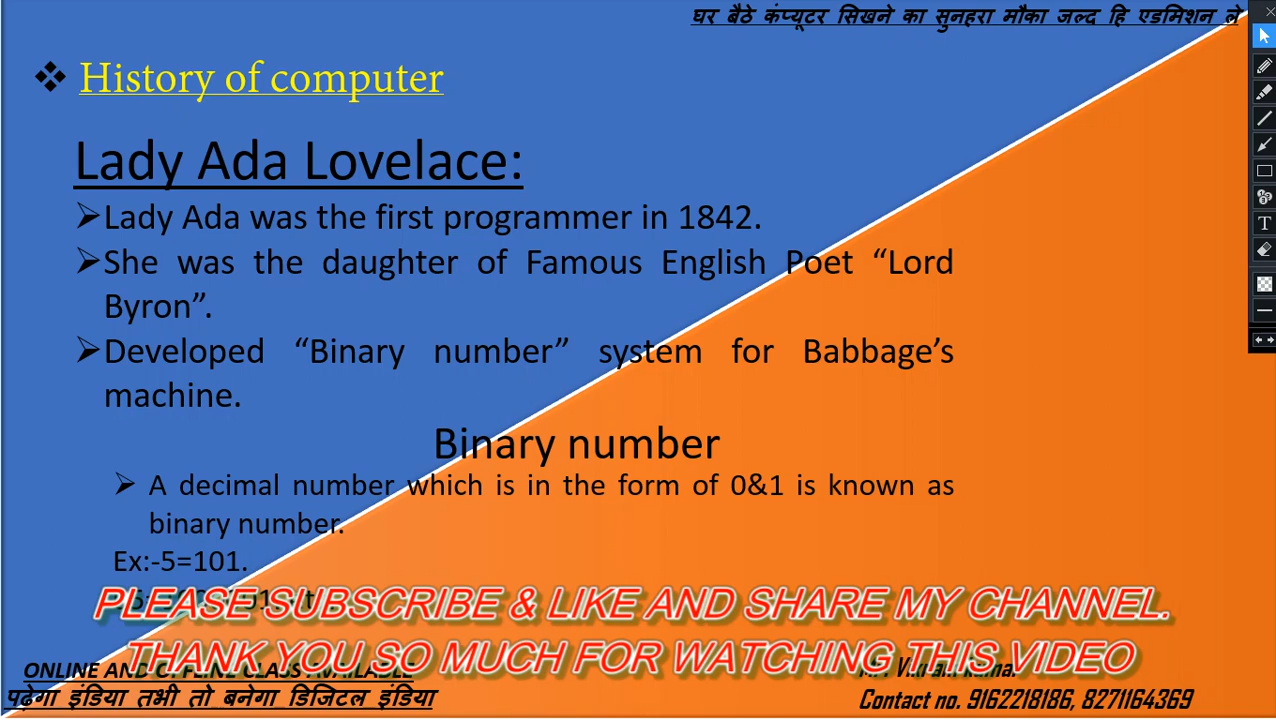 घर बैठे कंप्यूटर सिखने का सुनहरा मौका जल्द हि एडमिशन ले
❖ History of computer
Lady Ada Lovelace:
➢Lady Ada was the first programmer in 1842.
➢She was the daughter of Famous English Poet “Lord
Byron”.
➢Developed “Binary number” system for Babbage’s
machine.
Binary number
➢ A decimal number which is in the form of 0&1 is known as
binary number.
Ex:-5=101.
PLEASE SUBSCRIBE & LIKE AND SHARE MY CHANNEL.
THANK YOU SO MUCH FOR WATCHING THIS VIDEO
ONLINE AND OFFLINE CLASS AVAILABLE
पढ़ेगा इंडिया तभी तो बनेगा डिजिटल इंडिया
Contact no. 9162218186, 8271164369